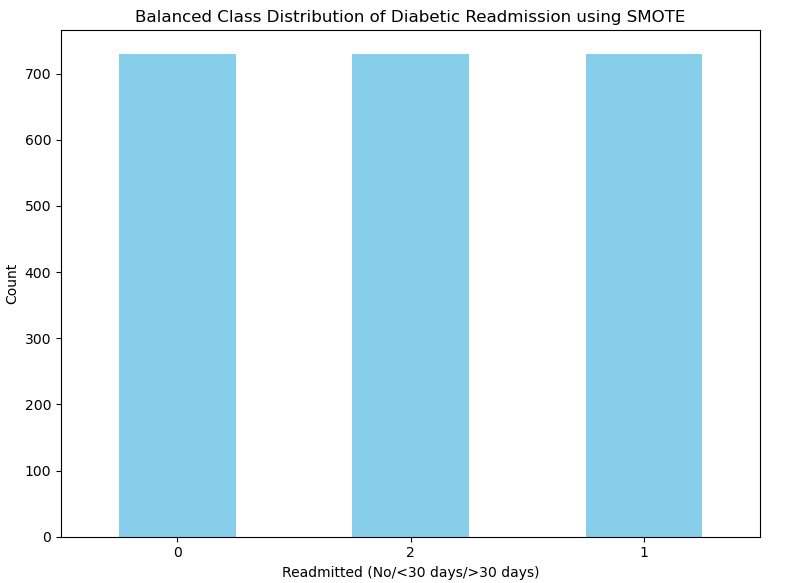 Balanced Class Distribution of Diabetic Readmission using SMOTE
700
600
500
400
300
200
100
0
Count
0 2 1
Readmitted (No/<30 days/>30 days)